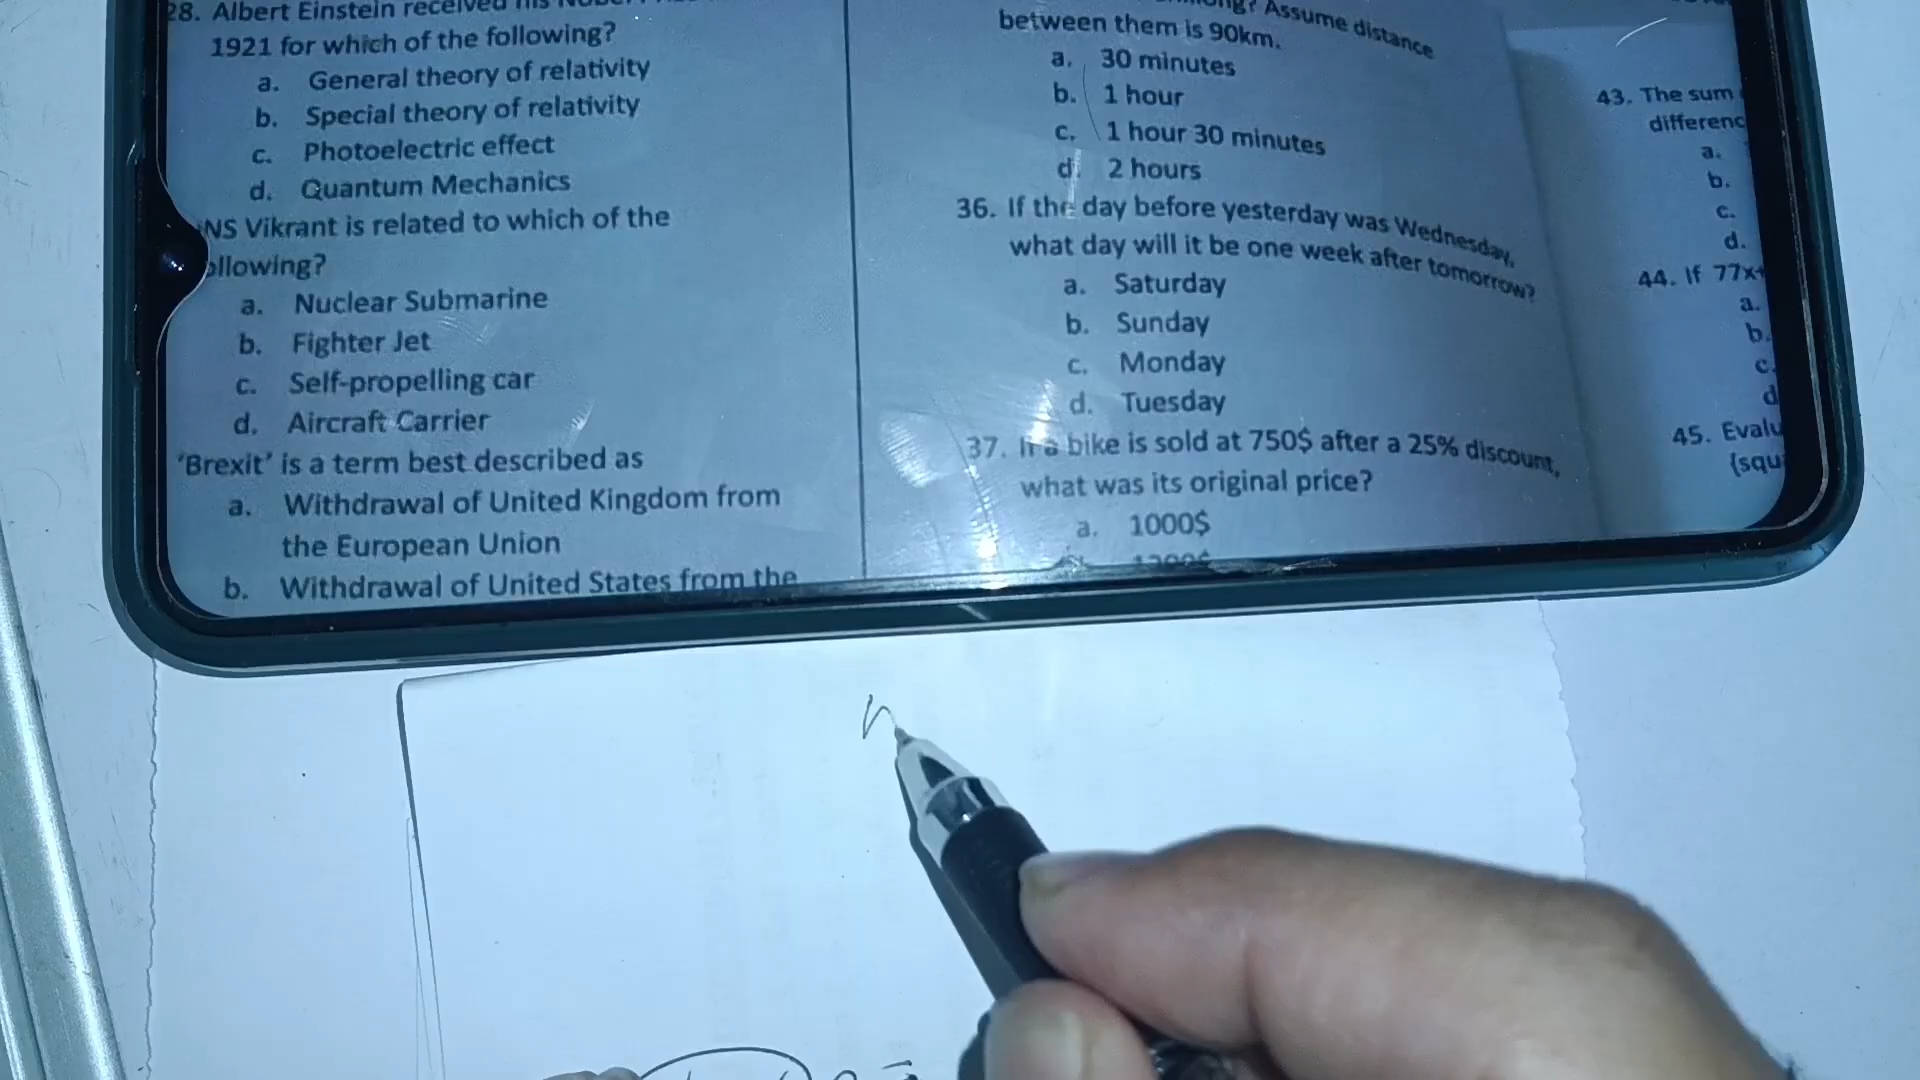 28. Albert Einstein received his
1921 for which of the following?
a. General theory of relativity
b. Special theory of relativity
c. Photoelectric effect
d. Quantum Mechanics
NS Vikrant is related to which of the
ollowing?
a. Nuclear Submarine
b. Fighter Jet
c. Self-propelling car
d. Aircraft Carrier
'Brexit' is a term best described as
a. Withdrawal of United Kingdom from
the European Union
b. Withdrawal of United States from the
Assume distance
between them is 90km.
a. 30 minutes
b. 1 hour
c. 1 hour 30 minutes
d. 2 hours
36. If the day before yesterday was Wednesday,
what day will it be one week after tomorrow?
a. Saturday
b. Sunday
c. Monday
d. Tuesday
37. If a bike is sold at 750$ after a 25% discount,
what was its original price?
a. 1000$
43. The sum
differenc
a.
b.
c.
d.
44. If 77x+
a.
b.
c.
d
45. Evalu
(squ